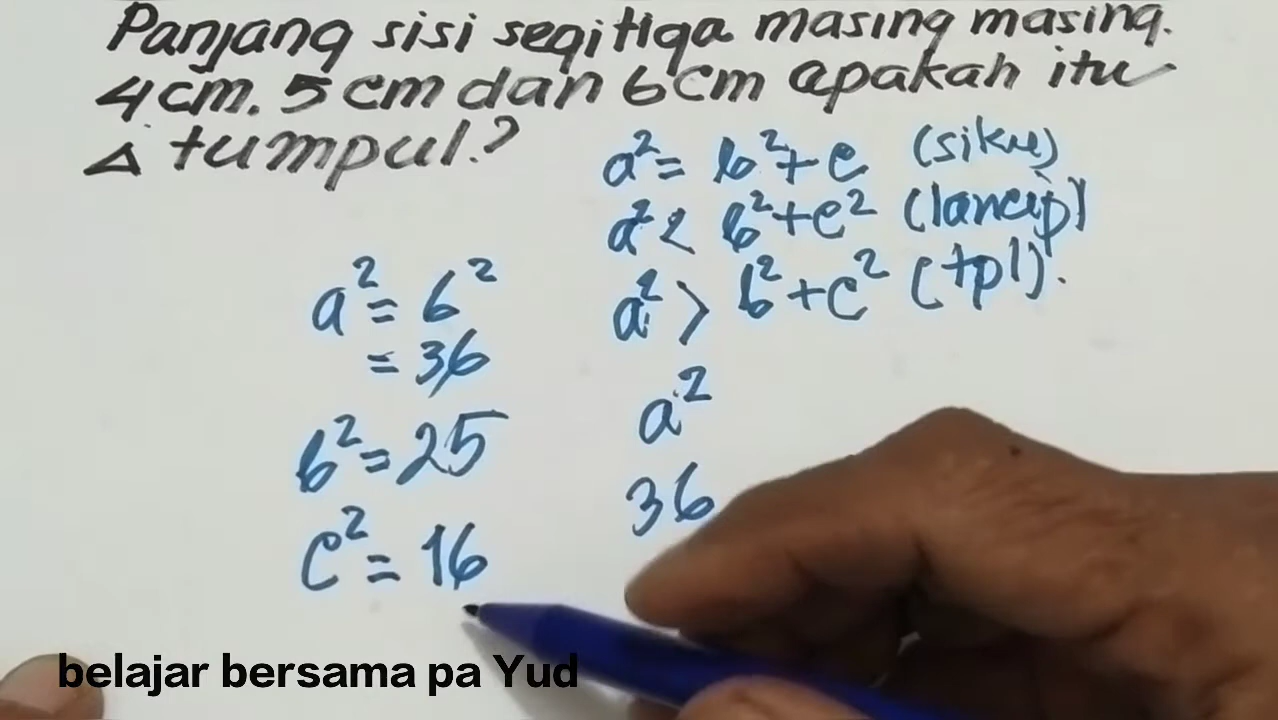 Panjang sisi segitiga masing masing.
4 cm. 5 cm dan 6 cm apakah itu
Δ tumpul.?
a² = b² + c (siku)
a² < b² + c² (lancip)
a² > b² + c² (tpl).
a² = 6²
= 36
b² = 25
c² = 16
a²
36
belajar bersama pa Yud